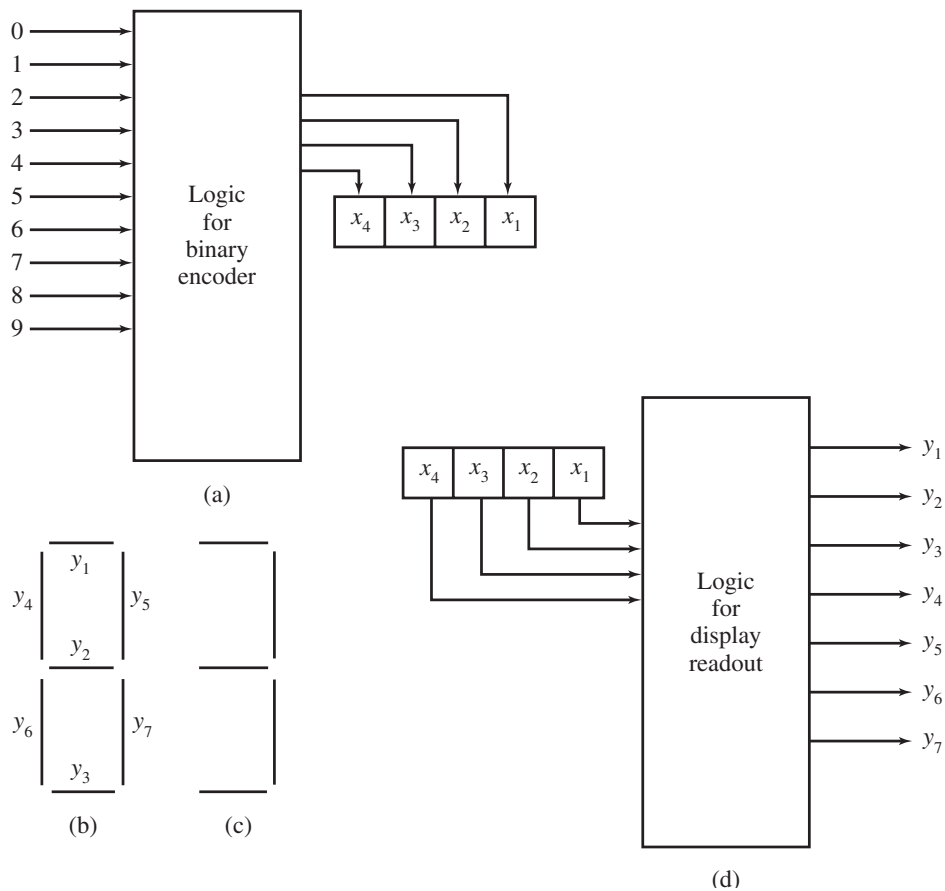 0
1
2
3
4
5
6
7
8
9
Logic
for
binary
encoder
x4 x3 x2 x1
(a)
x4 x3 x2 x1
Logic
for
display
readout
y1
y2
y3
y4
y5
y6
y7
(d)
y1
y4 y5
y2
y6 y7
y3
(b) (c)